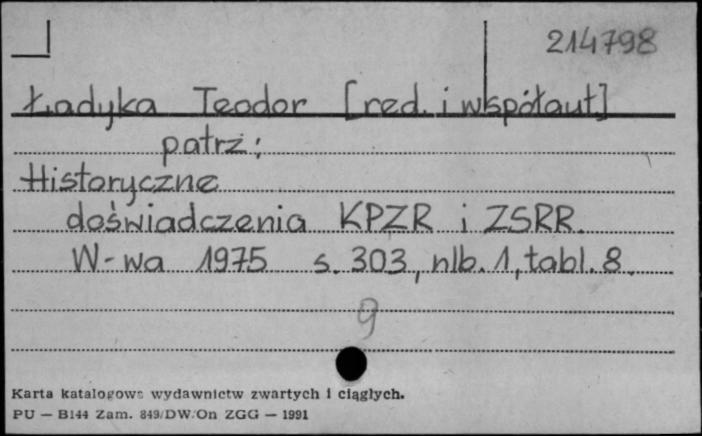 214798
Ładyka Teodor [red. i współaut]
patrz:
Historyczne
doświadczenia KPZR i ZSRR.
W-wa 1975 s. 303, nlb. 1, tabl. 8.
9
Karta katalogowa wydawnictw zwartych i ciągłych.
PU — B144 Zam. 849/DW/On ZGG — 1991